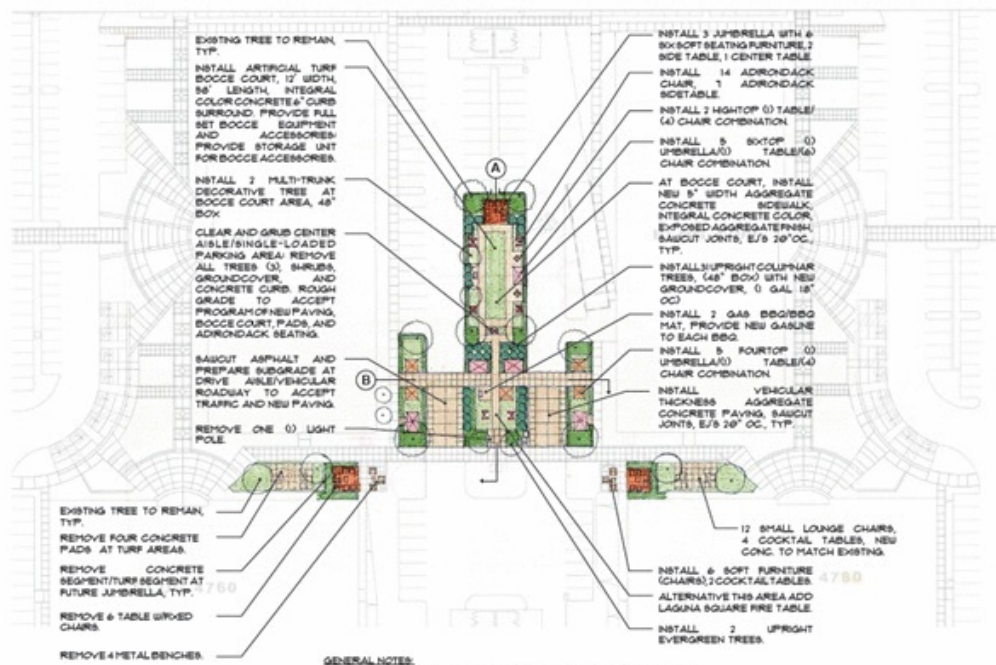 EXISTING TREE TO REMAIN,
TYP.
INSTALL ARTIFICIAL TURF
BOCCE COURT, 12' WIDTH,
58' LENGTH, INTEGRAL
COLOR CONCRETE 6" CURB
SURROUND. PROVIDE FULL
SET BOCCE EQUIPMENT
AND ACCESSORIES.
PROVIDE STORAGE UNIT
FOR BOCCE ACCESSORIES.
INSTALL 2 MULTI-TRUNK
DECORATIVE TREE AT
BOCCE COURT AREA, 48"
BOX
CLEAR AND GRUB CENTER
AISLE/SINGLE-LOADED
PARKING AREA: REMOVE
ALL TREES (3), SHRUBS,
GROUNDCOVER, AND
CONCRETE CURB. ROUGH
GRADE TO ACCEPT
PROGRAM OF NEW PAVING,
BOCCE COURT, PADS, AND
ADIRONDACK SEATING.
SAWCUT ASPHALT AND
PREPARE SUBGRADE AT
DRIVE AISLE/VEHICULAR
ROADWAY TO ACCEPT
TRAFFIC AND NEW PAVING.
REMOVE ONE (1) LIGHT
POLE.
EXISTING TREE TO REMAIN,
TYP.
REMOVE FOUR CONCRETE
PADS AT TURF AREAS.
REMOVE CONCRETE
SEGMENT/TURF SEGMENT AT
FUTURE JUMBRELLA, TYP.
4760
REMOVE 6 TABLE W/FIXED
CHAIRS.
REMOVE 4 METAL BENCHES.
A
B
INSTALL 3 JUMBRELLA WITH 6
SIX SOFT SEATING FURNITURE, 2
SIDE TABLE, 1 CENTER TABLE.
INSTALL 14 ADIRONDACK
CHAIR, 7 ADIRONDACK
SIDETABLE.
INSTALL 2 HIGHTOP (1) TABLE/
(4) CHAIR COMBINATION.
INSTALL 5 SIXTOP (1)
UMBRELLA/(1) TABLE/(6)
CHAIR COMBINATION.
AT BOCCE COURT, INSTALL
NEW 5" WIDTH AGGREGATE
CONCRETE SIDEWALK,
INTEGRAL CONCRETE COLOR,
EXPOSED AGGREGATE FINISH,
SAWCUT JOINTS, EJS 20' OC.,
TYP.
INSTALL 31 UPRIGHT COLUMNAR
TREES, (48" BOX) WITH NEW
GROUNDCOVER, (1 GAL 18"
OC)
INSTALL 2 GAS BBQ/BBQ
MAT, PROVIDE NEW GASLINE
TO EACH BBQ.
INSTALL 5 FOURTOP (1)
UMBRELLA/(1) TABLE/(4)
CHAIR COMBINATION.
INSTALL VEHICULAR
THICKNESS AGGREGATE
CONCRETE PAVING, SAWCUT
JOINTS, EJS 20' OC., TYP.
12 SMALL LOUNGE CHAIRS,
4 COCKTAIL TABLES, NEW
CONC. TO MATCH EXISTING.
INSTALL 6 SOFT FURNITURE
(CHAIRS), 2 COCKTAIL TABLES.
4780
ALTERNATIVE THIS AREA ADD
LAGUNA SQUARE FIRE TABLE.
INSTALL 2 UPRIGHT
EVERGREEN TREES.
GENERAL NOTES: